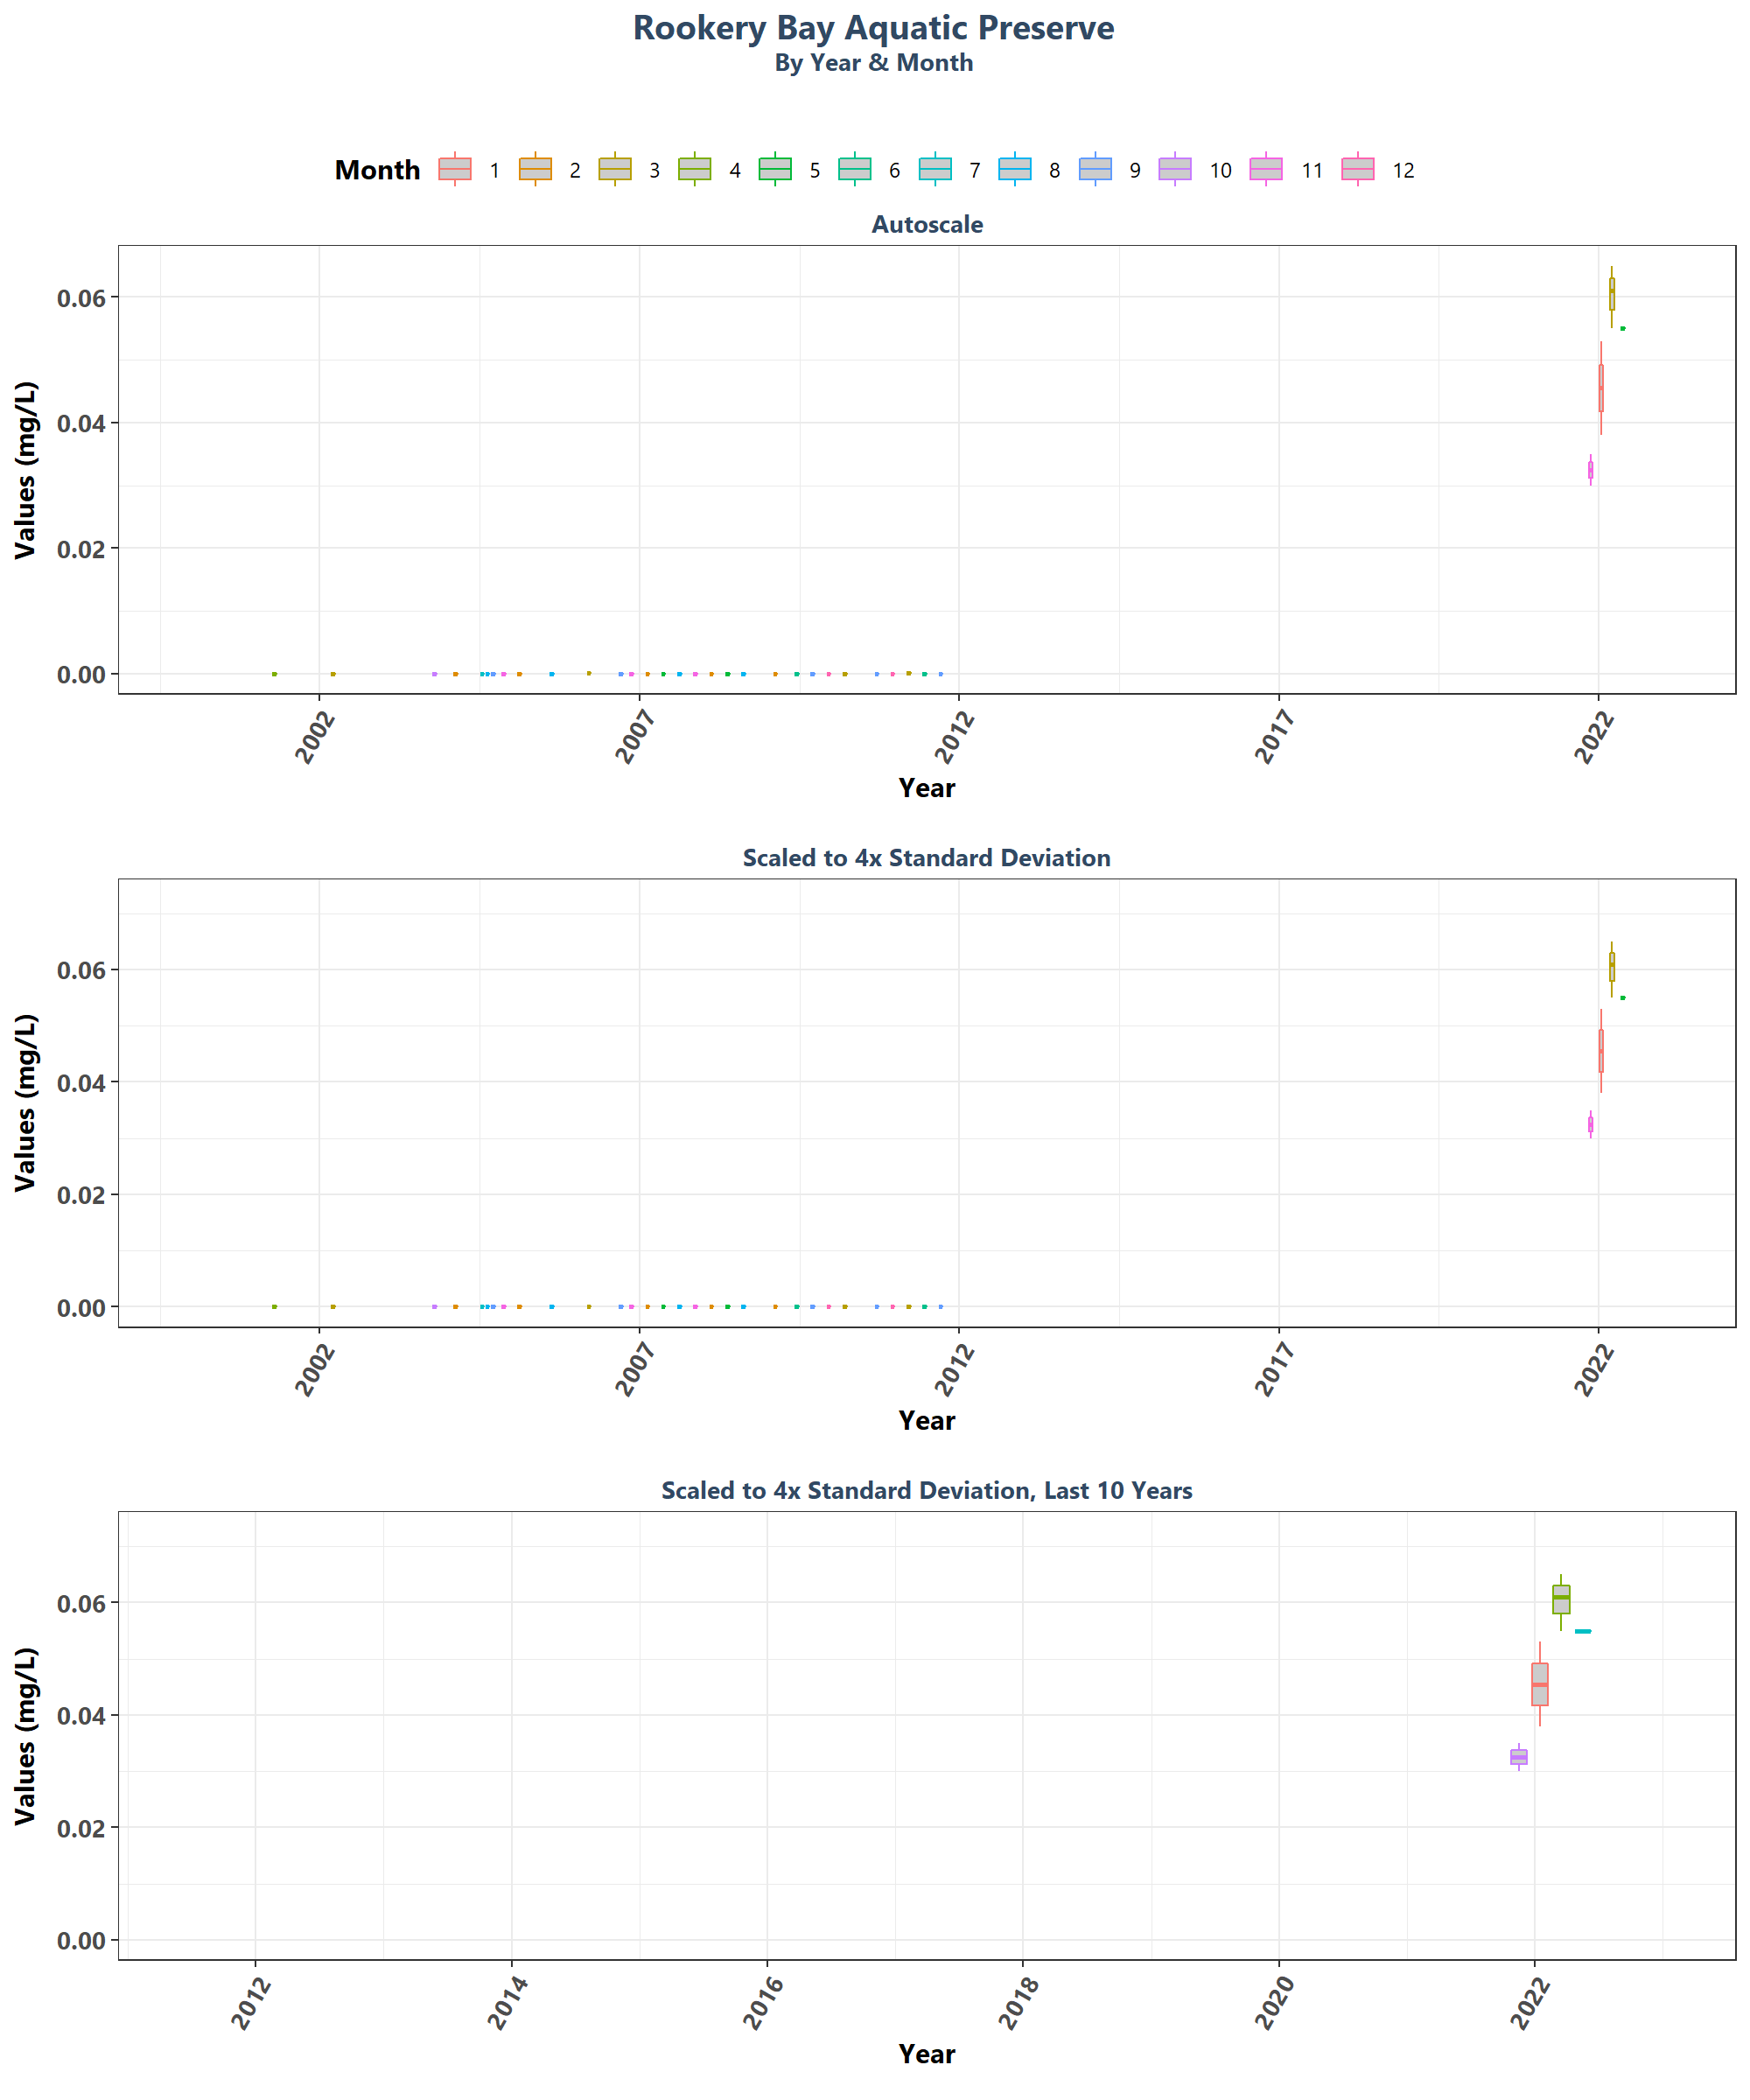 Rookery Bay Aquatic Preserve
By Year & Month
Month 1 2 3 4 5 6 7 8 9 10 11 12
Autoscale
Values (mg/L)
0.06
0.04
0.02
0.00
2002 2007 2012 2017 2022
Year
Scaled to 4x Standard Deviation
Values (mg/L)
0.06
0.04
0.02
0.00
2002 2007 2012 2017 2022
Year
Scaled to 4x Standard Deviation, Last 10 Years
Values (mg/L)
0.06
0.04
0.02
0.00
2012 2014 2016 2018 2020 2022
Year